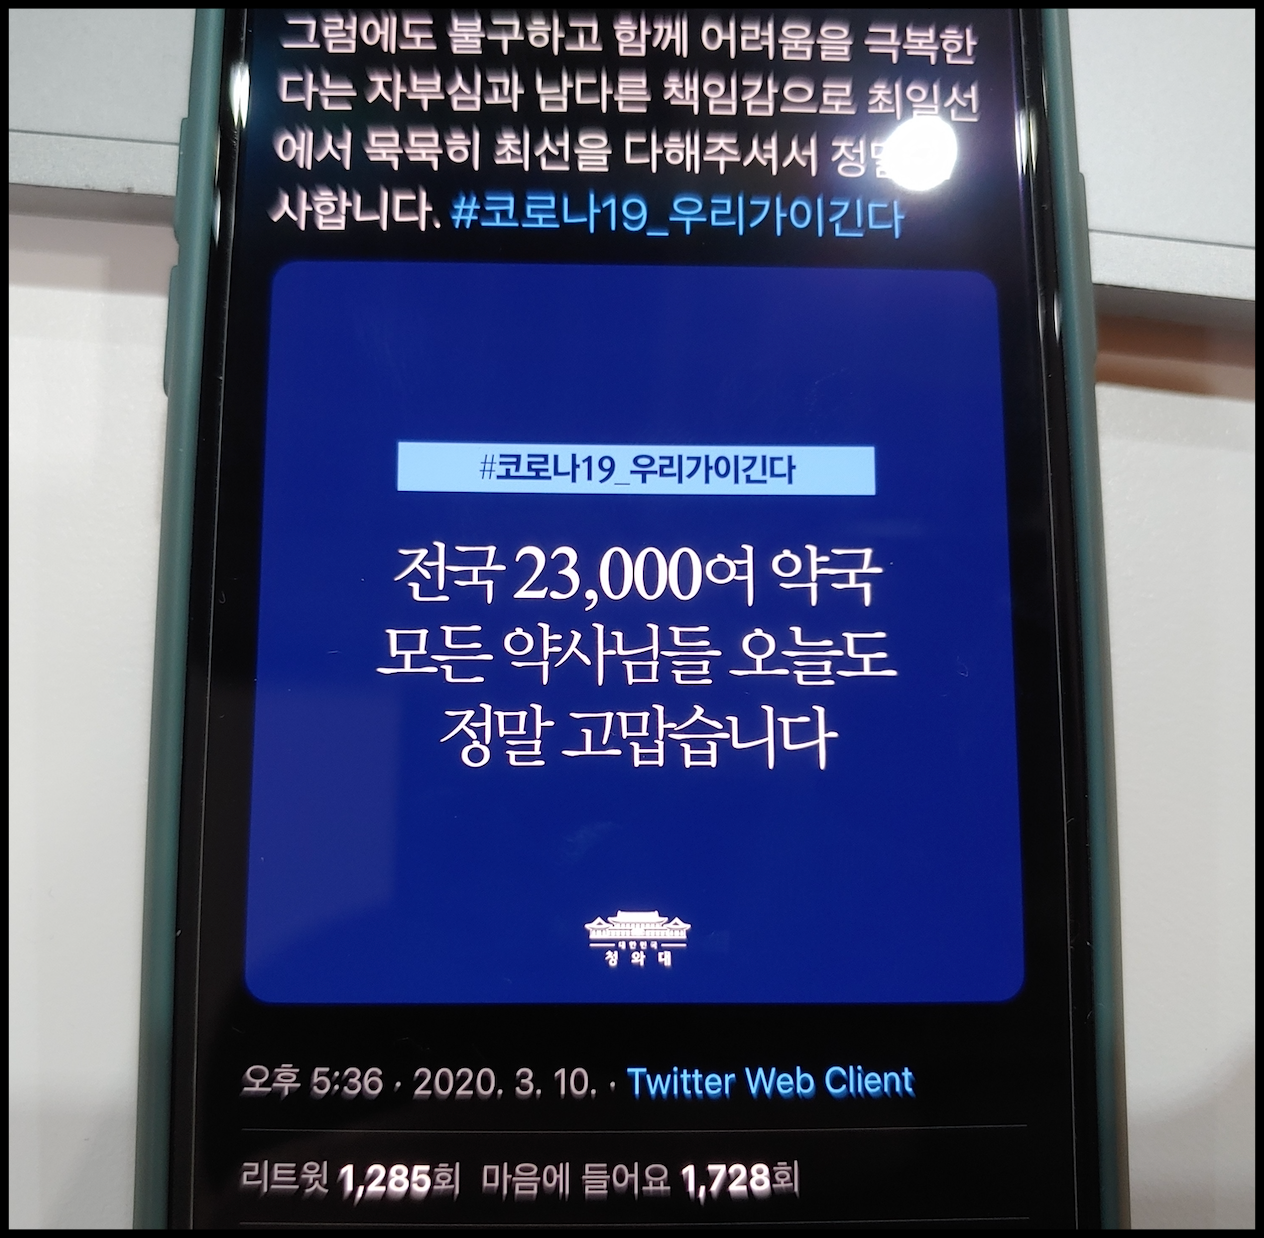 그럼에도 불구하고 함께 어려움을 극복한
다는 자부심과 남다른 책임감으로 최일선
에서 묵묵히 최선을 다해주셔서
사합니다. #코로나19_우리가이긴다
#코로나19_우리가이긴다
전국 23,000여 약국
모든 약사님들 오늘도
정말 고맙습니다
대한민국
청와대
오후 5:36 · 2020. 3. 10. · Twitter Web Client
리트윗 1,285회 마음에 들어요 1,728회